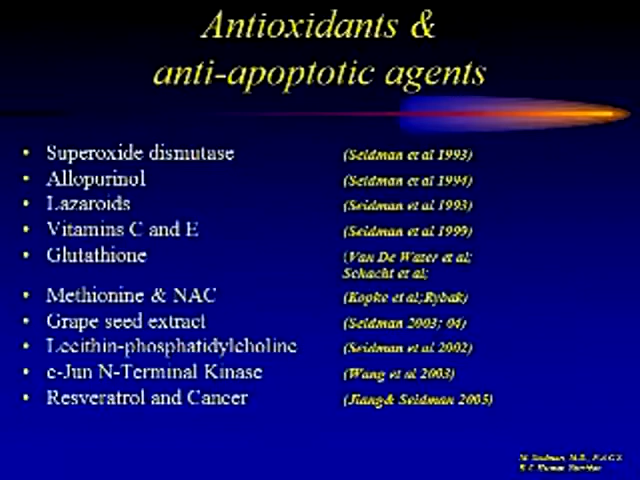 Antioxidants &
anti-apoptotic agents
• Superoxide dismutase (Seidman et al 1993)
• Allopurinol (Seidman et al 1994)
• Lazaroids (Seidman et al 1993)
• Vitamins C and E (Seidman et al 1999)
• Glutathione (Van De Water et al;
Schacht et al;
• Methionine & NAC (Kopke et al;Rybak)
• Grape seed extract (Seidman 2003; 04)
• Lecithin-phosphatidylcholine (Seidman et al 2002)
• c-Jun N-Terminal Kinase (Wang et al 2003)
• Resveratrol and Cancer (Jiang& Seidman 2005)
M. Seidman, M.D., F.A.C.S.